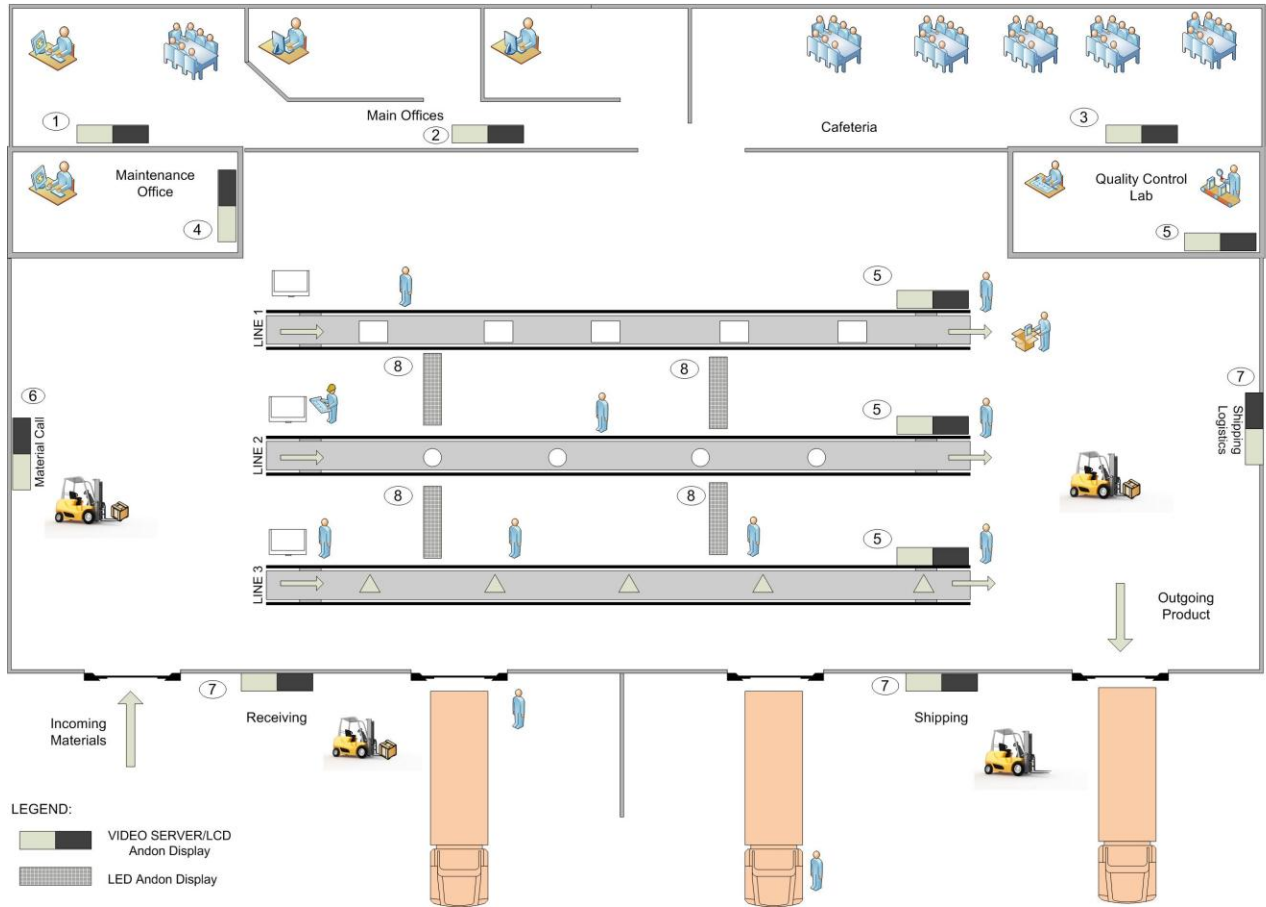 1
Main Offices
2
Cafeteria
3
Maintenance
Office
4
Quality Control
Lab
5
5
LINE 1
8
8
6
Material Call
7
Shipping
Logistics
5
LINE 2
8
8
5
LINE 3
Outgoing
Product
7
Receiving
7
Shipping
Incoming
Materials
LEGEND:
VIDEO SERVER/LCD
Andon Display
LED Andon Display